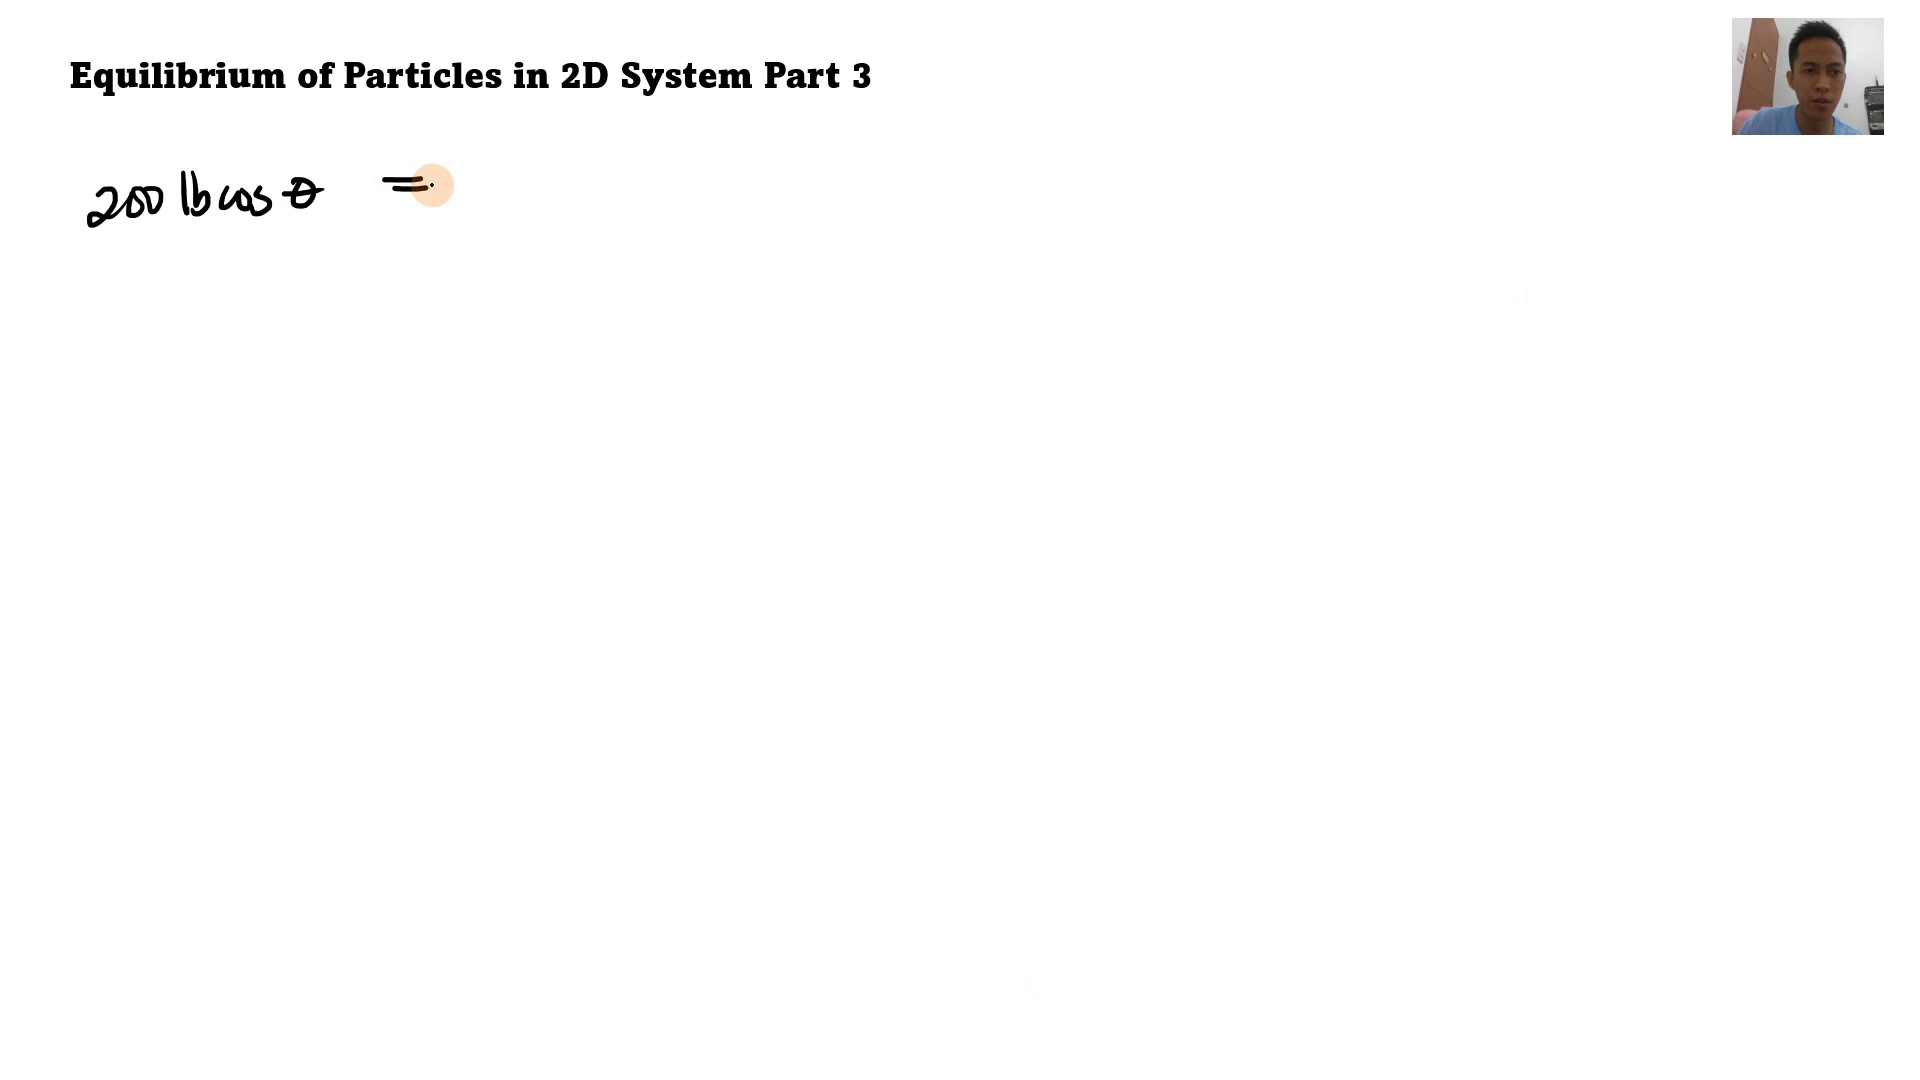 Equilibrium of Particles in 2D System Part 3
200 lb cos θ =